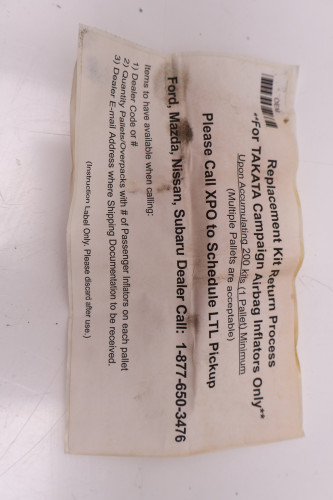 Replacement Kit Return Process
**For TAKATA Campaign Airbag Inflators Only**
Upon Accumulating 200 kits (1 Pallet) Minimum
(Multiple Pallets are acceptable)
Please Call XPO to Schedule LTL Pickup
Ford, Mazda, Nissan, Subaru Dealer Call: 1-877-650-3476
Items to have available when calling:
1) Dealer Code or #
2) Quantity Pallets/Overpacks with # of Passenger Inflators on each pallet
3) Dealer E-mail Address where Shipping Documentation to be received.
(Instruction Label Only. Please discard after use.)